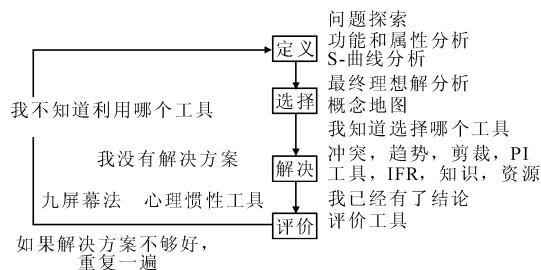 问题探索
定义
功能和属性分析
S-曲线分析
最终理想解分析
选择
概念地图
我不知道利用哪个工具
我知道选择哪个工具
我没有解决方案
解决
冲突，趋势，剪裁，PI
工具，IFR，知识，资源
九屏幕法 心理惯性工具
我已经有了结论
评价
评价工具
如果解决方案不够好，
重复一遍